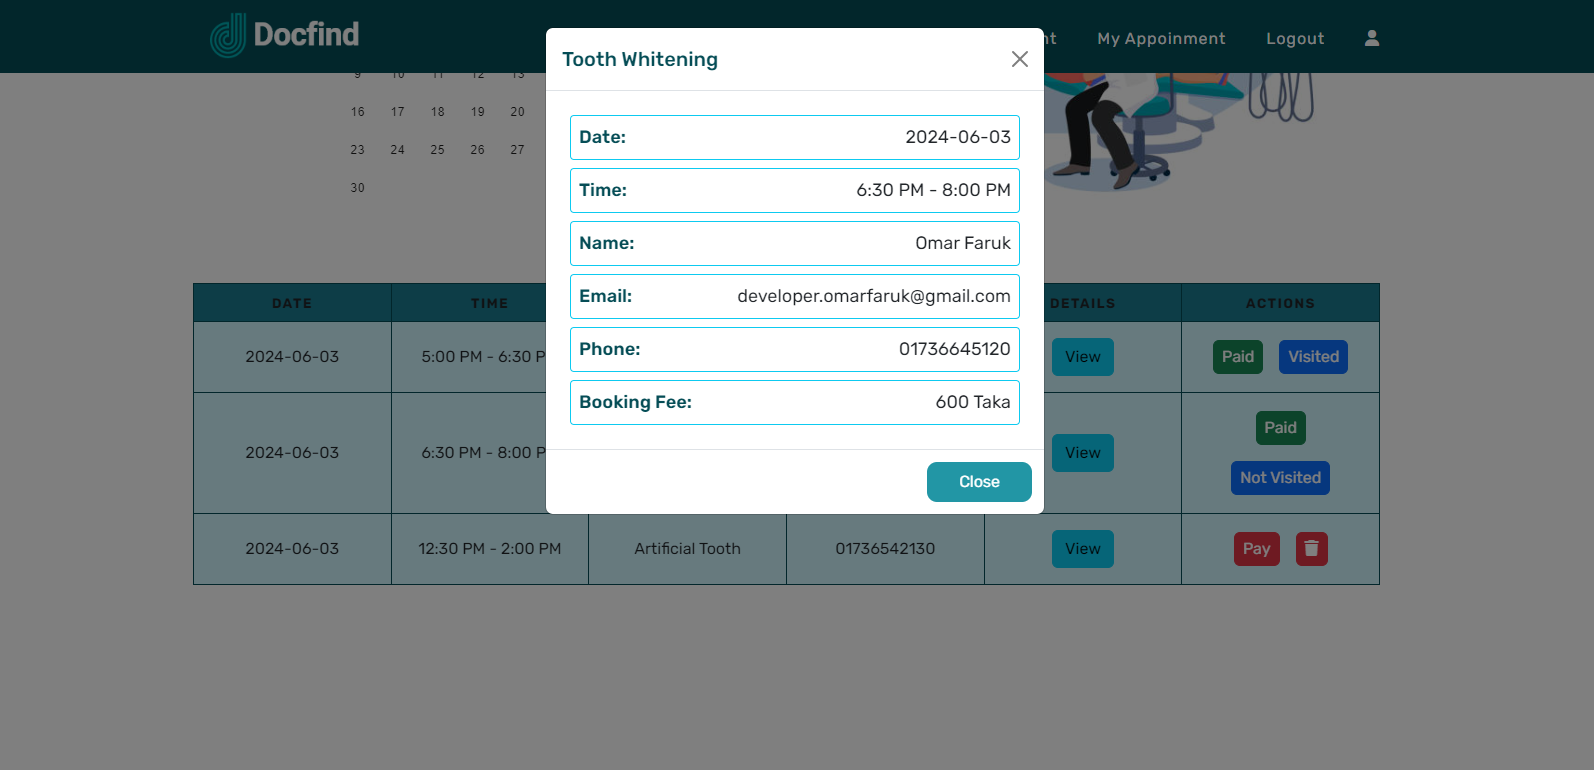 Docfind
nt
My Appoinment
Logout
Tooth Whitening
Date: 2024-06-03
Time: 6:30 PM - 8:00 PM
Name: Omar Faruk
Email: developer.omarfaruk@gmail.com
Phone: 01736645120
Booking Fee: 600 Taka
Close
9 10 11 12 13
16 17 18 19 20
23 24 25 26 27
30
DATE TIME DETAILS ACTIONS
2024-06-03 5:00 PM - 6:30 P View Paid Visited
2024-06-03 6:30 PM - 8:00 P View Paid
Not Visited
2024-06-03 12:30 PM - 2:00 PM Artificial Tooth 01736542130 View Pay